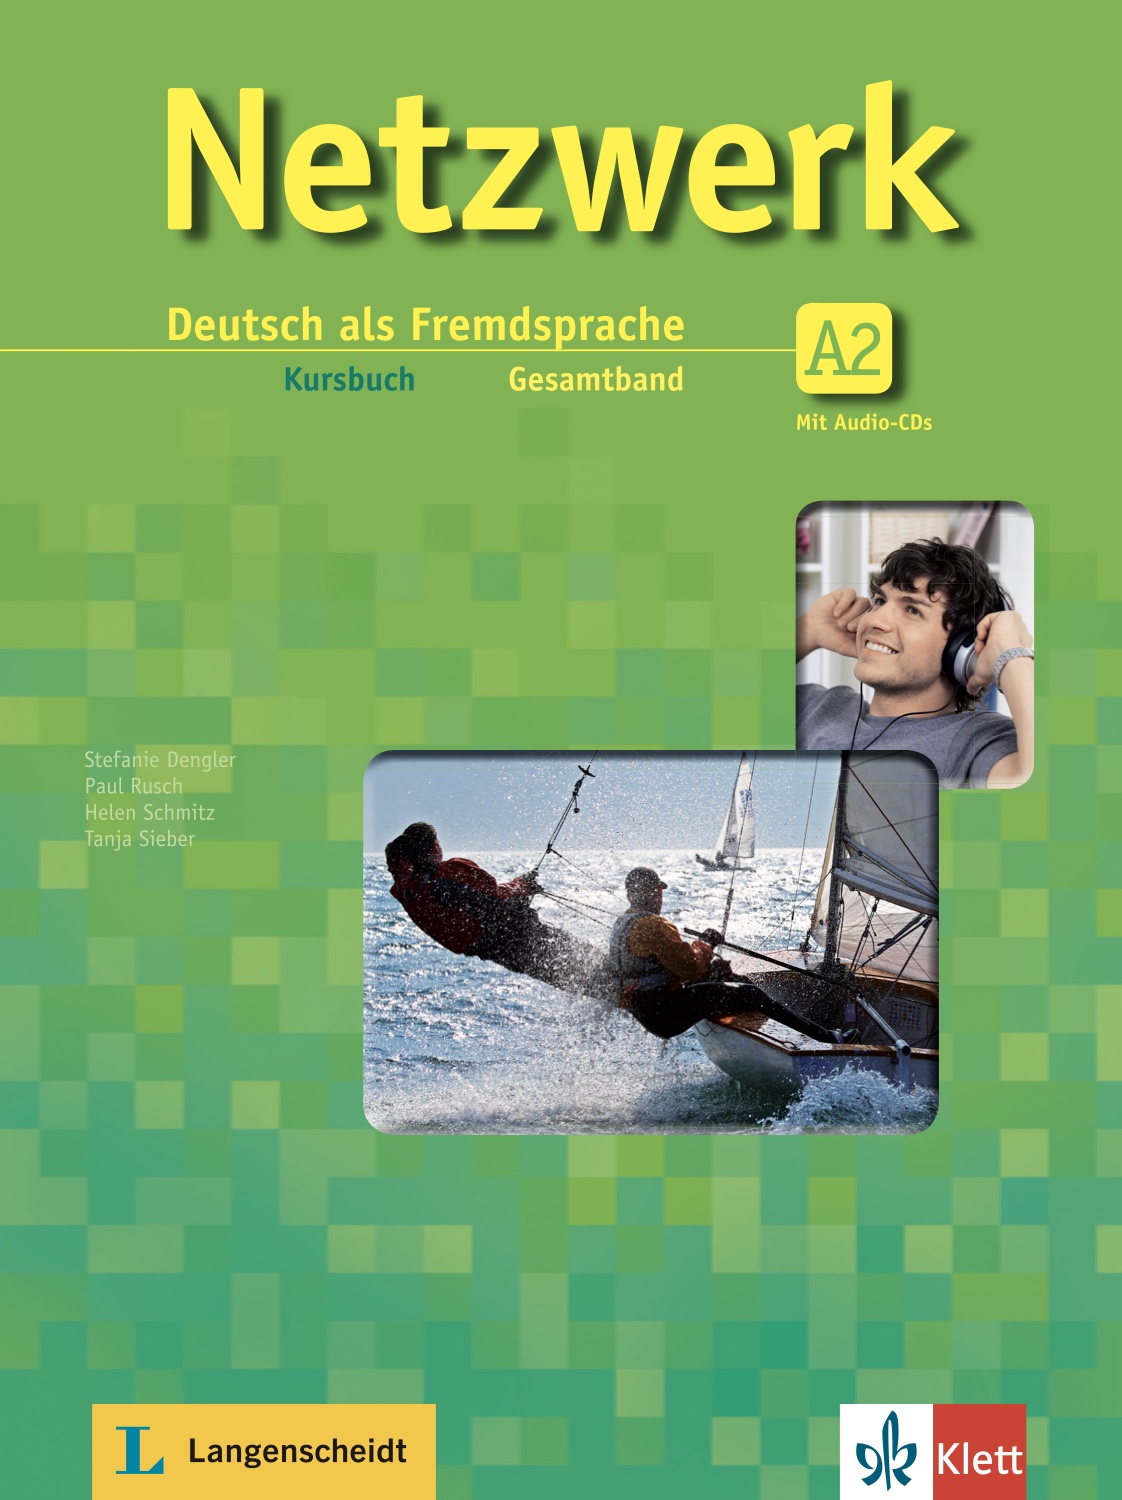 Netzwerk
Deutsch als Fremdsprache
A2
Kursbuch Gesamtband
Mit Audio-CDs
Stefanie Dengler
Paul Rusch
Helen Schmitz
Tanja Sieber
L Langenscheidt
Klett